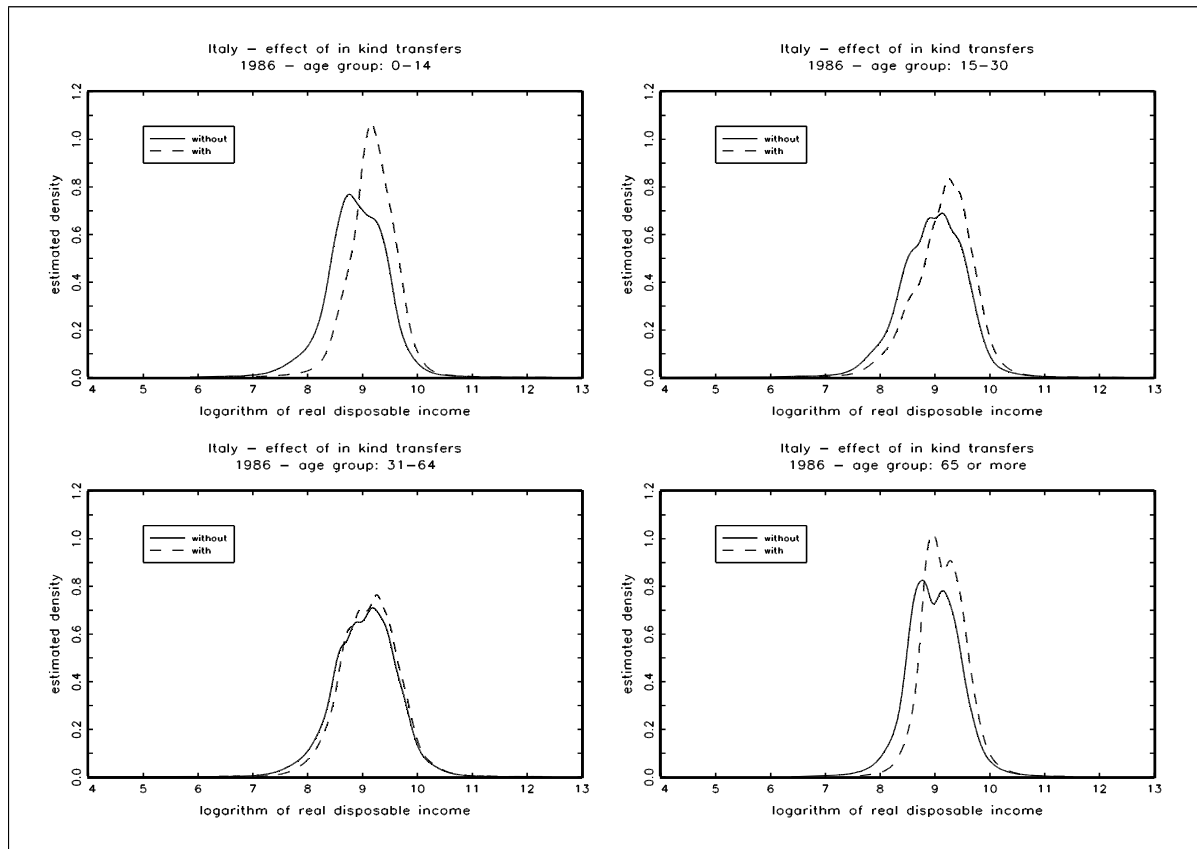 Italy – effect of in kind transfers
1986 – age group: 0–14
estimated density
0.0 0.2 0.4 0.6 0.8 1.0 1.2
without
with
4 5 6 7 8 9 10 11 12 13
logarithm of real disposable income
Italy – effect of in kind transfers
1986 – age group: 15–30
estimated density
0.0 0.2 0.4 0.6 0.8 1.0 1.2
without
with
4 5 6 7 8 9 10 11 12 13
logarithm of real disposable income
Italy – effect of in kind transfers
1986 – age group: 31–64
estimated density
0.0 0.2 0.4 0.6 0.8 1.0 1.2
without
with
4 5 6 7 8 9 10 11 12 13
logarithm of real disposable income
Italy – effect of in kind transfers
1986 – age group: 65 or more
estimated density
0.0 0.2 0.4 0.6 0.8 1.0 1.2
without
with
4 5 6 7 8 9 10 11 12 13
logarithm of real disposable income